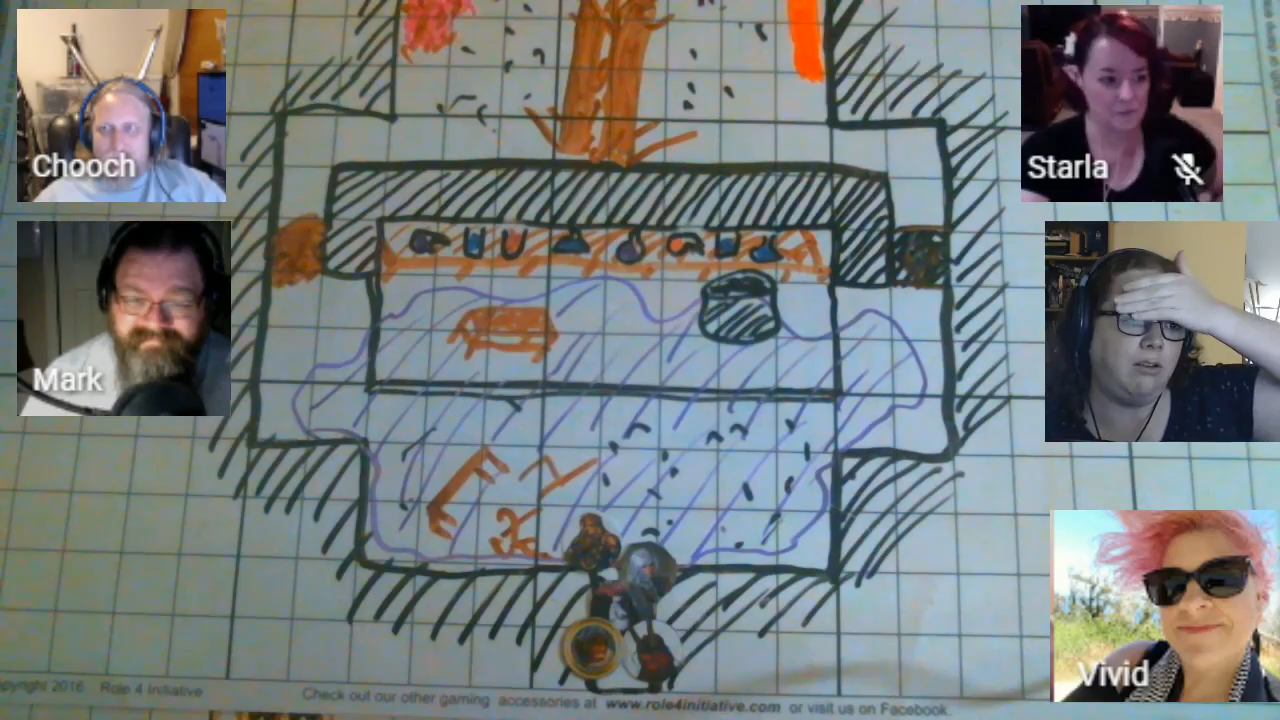 Chooch
Starla
Mark
Vivid
opyright 2016 Role 4 Initiative
Check out our other gaming accessories at www.role4initiative.com or visit us on Facebook.